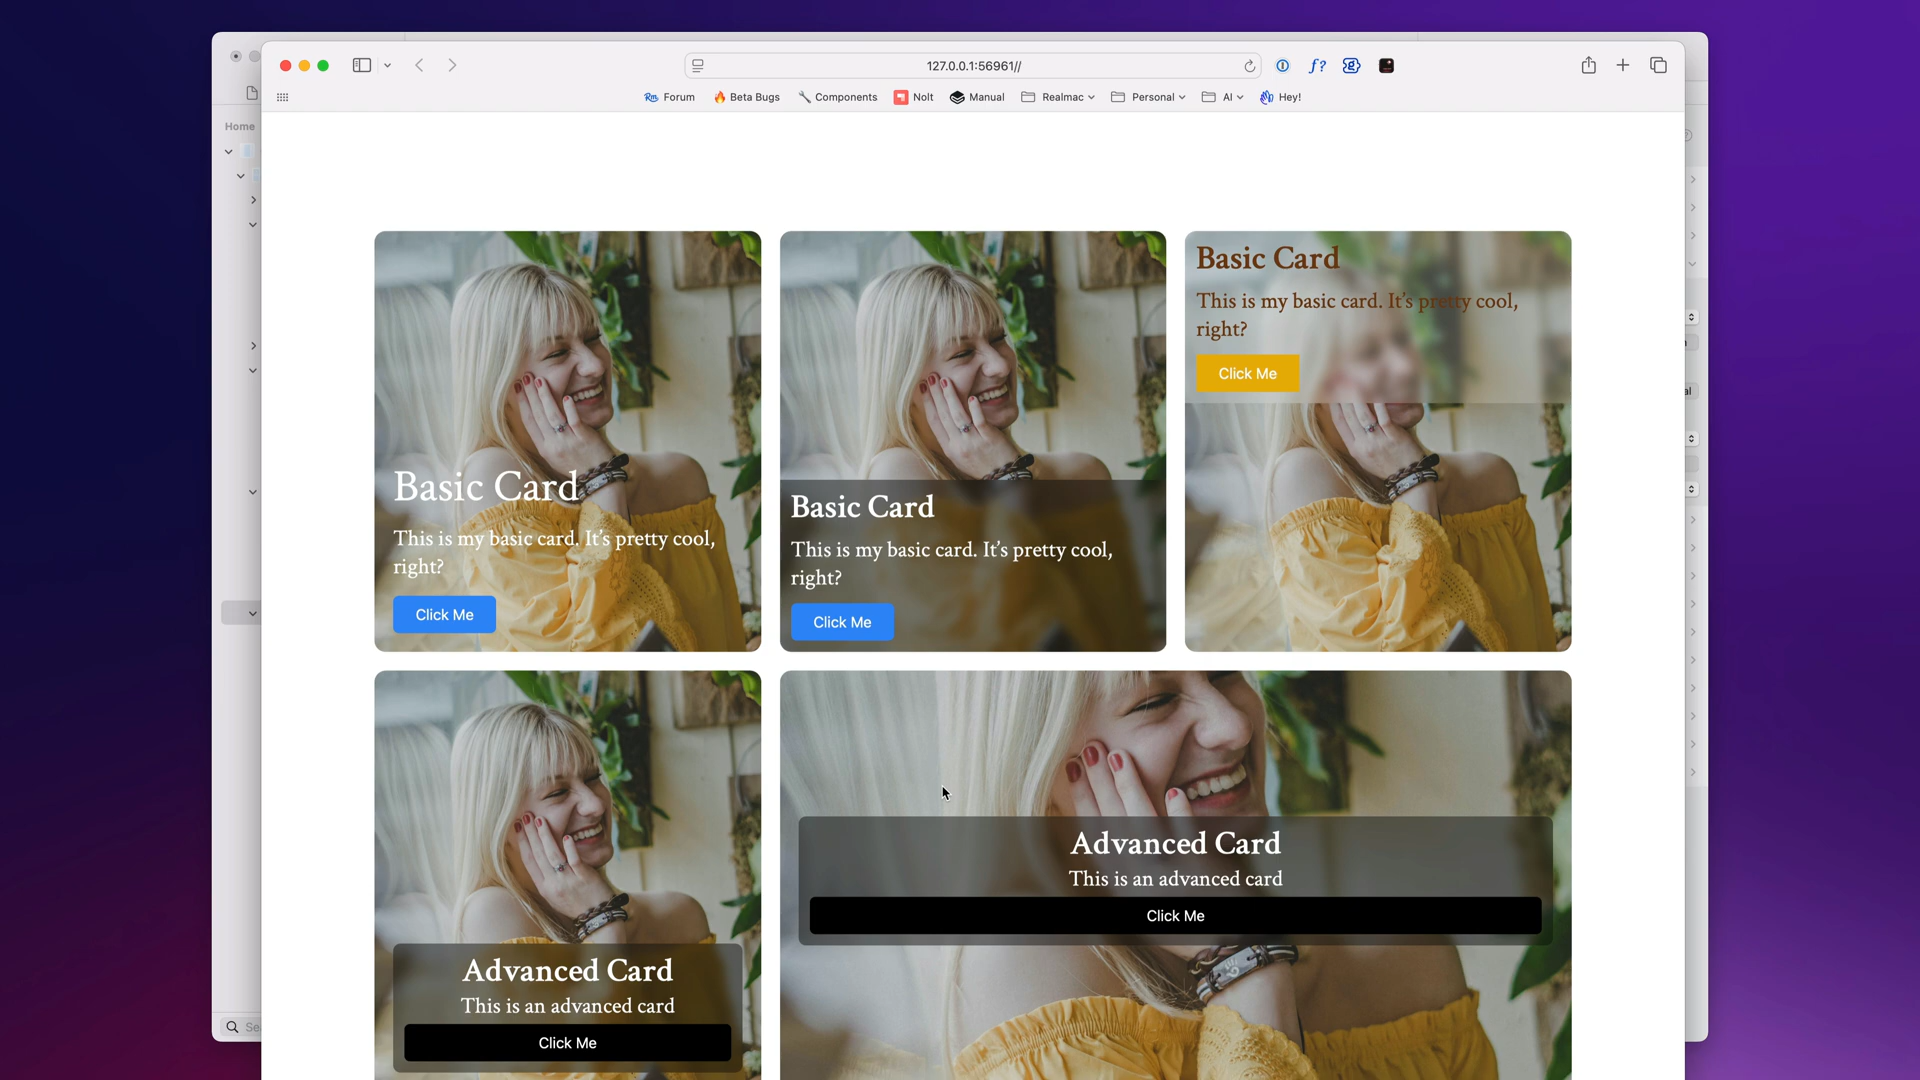 127.0.0.1:56961//
Forum
Beta Bugs
Components
Nolt
Manual
Realmac
Personal
AI
Hey!
Home
Basic Card
This is my basic card. It's pretty cool,
right?
Click Me
Basic Card
This is my basic card. It's pretty cool,
right?
Click Me
Basic Card
This is my basic card. It's pretty cool,
right?
Click Me
Advanced Card
This is an advanced card
Click Me
Advanced Card
This is an advanced card
Click Me